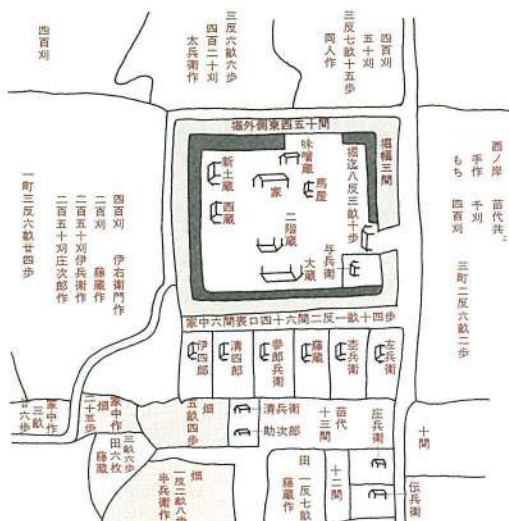 四百刈
三反六畝六歩
四百二十刈
太兵衛作
四百刈
五十刈
三反七畝十五歩
同人作
西ノ岸　苗代共ニ
手作　千刈
もち　四百刈
三町二反六畝二歩
堀外側東西五十間
堀幅三間
堀迄八反三畝十歩
味噌蔵
馬屋
家
新土蔵
西蔵
二階蔵
大蔵
与兵衛
四百刈　伊右衛門作
二百刈　藤蔵作
二百五十刈伊兵衛作
二百五十刈庄次郎作
一町三反六畝廿四歩
家中六間表口四十六間二反一畝十四歩
左兵衛
杢兵衛
藤蔵
参郎兵衛
清四郎
伊四郎
十間
庄兵衛
伝兵衛
苗代
十三間
十二間
田一反七畝
藤蔵作
清兵衛
助次郎
畑
五畝四歩
家中作
畑
二十五歩
家中作
三畝
廿六歩
三畝六歩
田六枚
藤蔵
畑
一反二畝八歩
半兵衛作